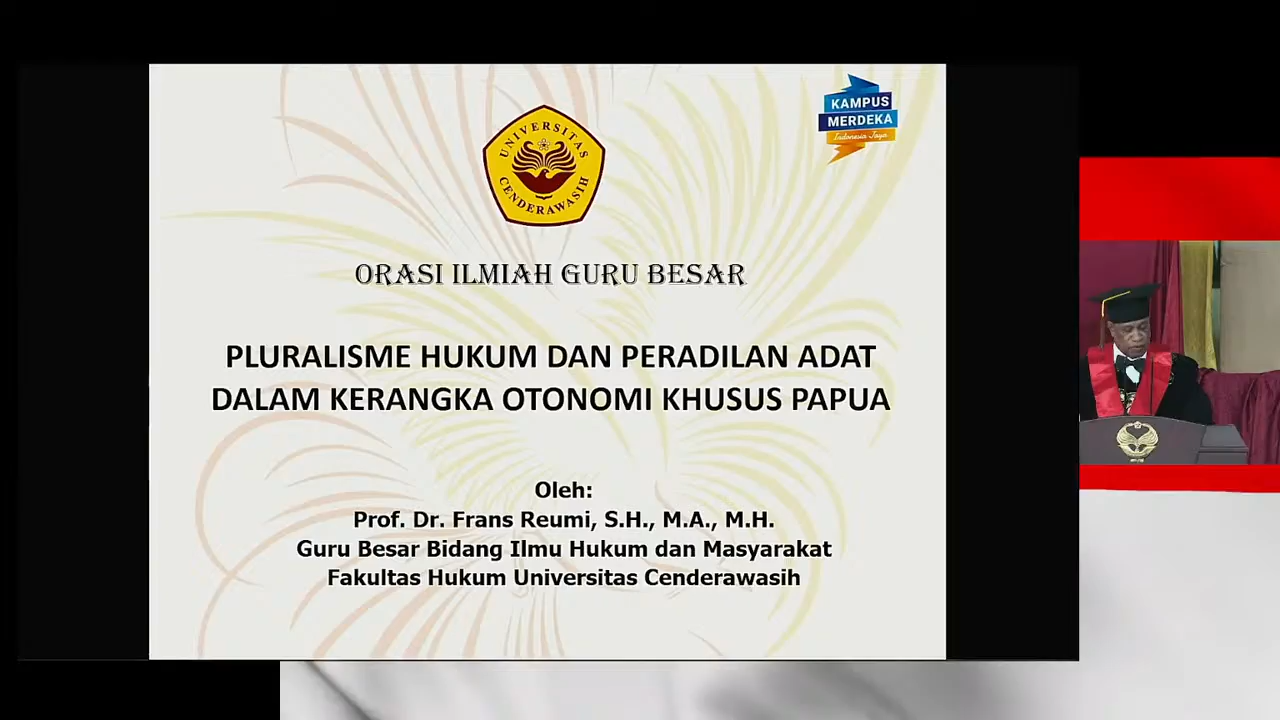 UNIVERSITAS
CENDERAWASIH
KAMPUS
MERDEKA
Indonesia Jaya
ORASI ILMIAH GURU BESAR
PLURALISME HUKUM DAN PERADILAN ADAT
DALAM KERANGKA OTONOMI KHUSUS PAPUA
Oleh:
Prof. Dr. Frans Reumi, S.H., M.A., M.H.
Guru Besar Bidang Ilmu Hukum dan Masyarakat
Fakultas Hukum Universitas Cenderawasih